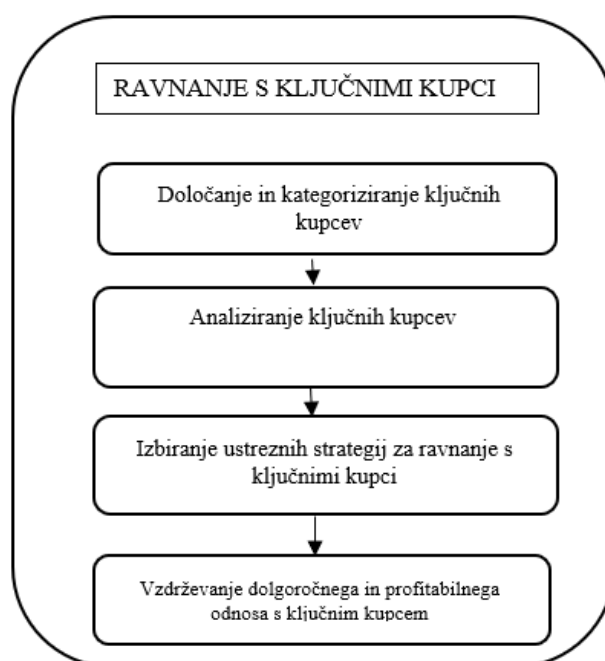 RAVNANJE S KLJUČNIMI KUPCI
Določanje in kategoriziranje ključnih
kupcev
Analiziranje ključnih kupcev
Izbiranje ustreznih strategij za ravnanje s
ključnimi kupci
Vzdrževanje dolgoročnega in profitabilnega
odnosa s ključnim kupcem